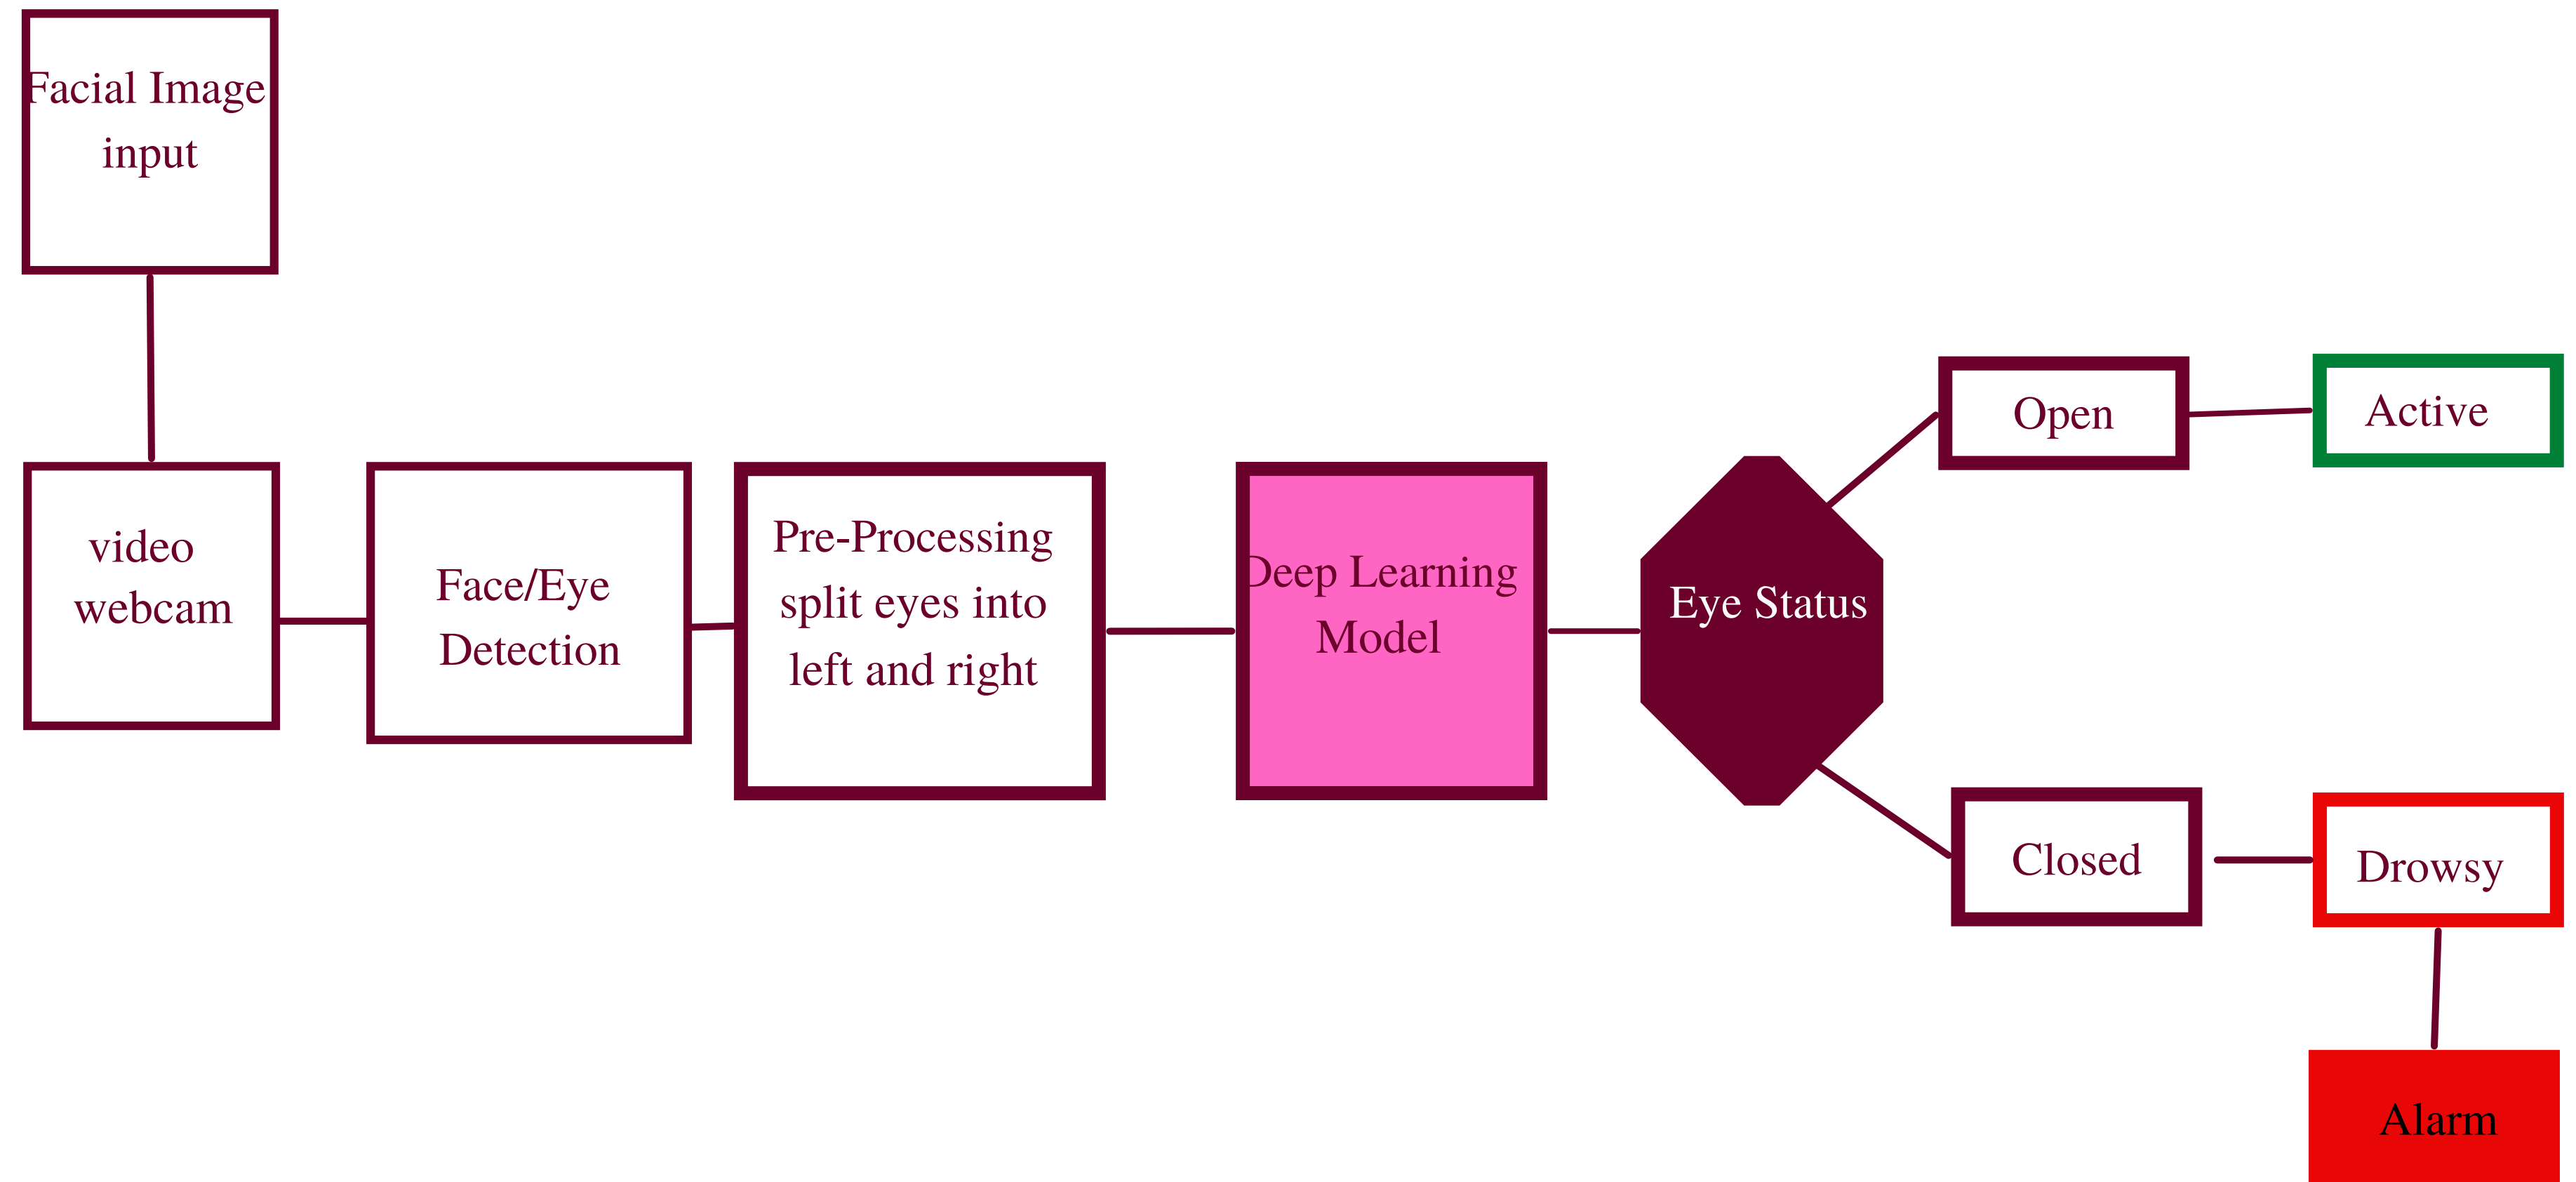 Facial Image
input
video
webcam
Face/Eye
Detection
Pre-Processing
split eyes into
left and right
Deep Learning
Model
Eye Status
Open
Active
Closed
Drowsy
Alarm